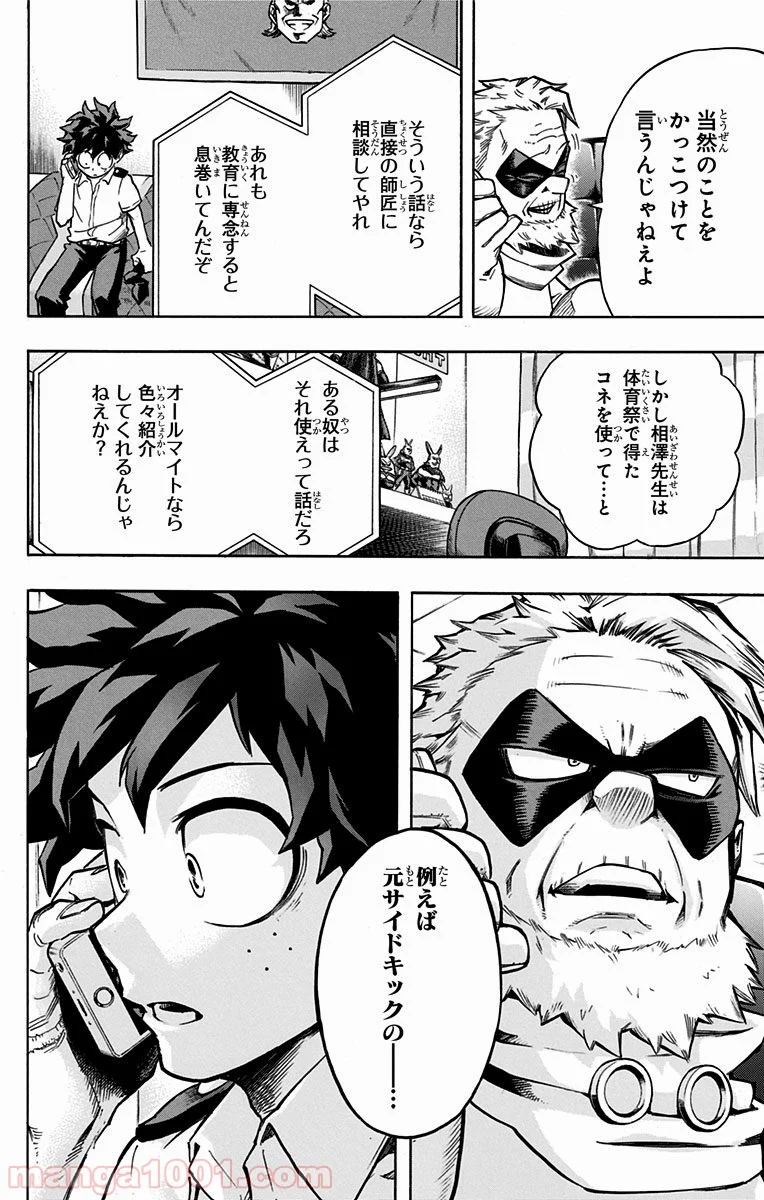 当然のことを
かっこつけて
言うんじゃねえよ
そういう話なら
直接の師匠に
相談してやれ
あれも
教育に専念すると
息巻いてんだぞ
しかし相澤先生は
体育祭で得た
コネを使って…と
ある奴は
それ使えって話だろ
オールマイトなら
色々紹介
してくれるんじゃ
ねえか?
例えば
元サイドキックの――…
manga1001.com